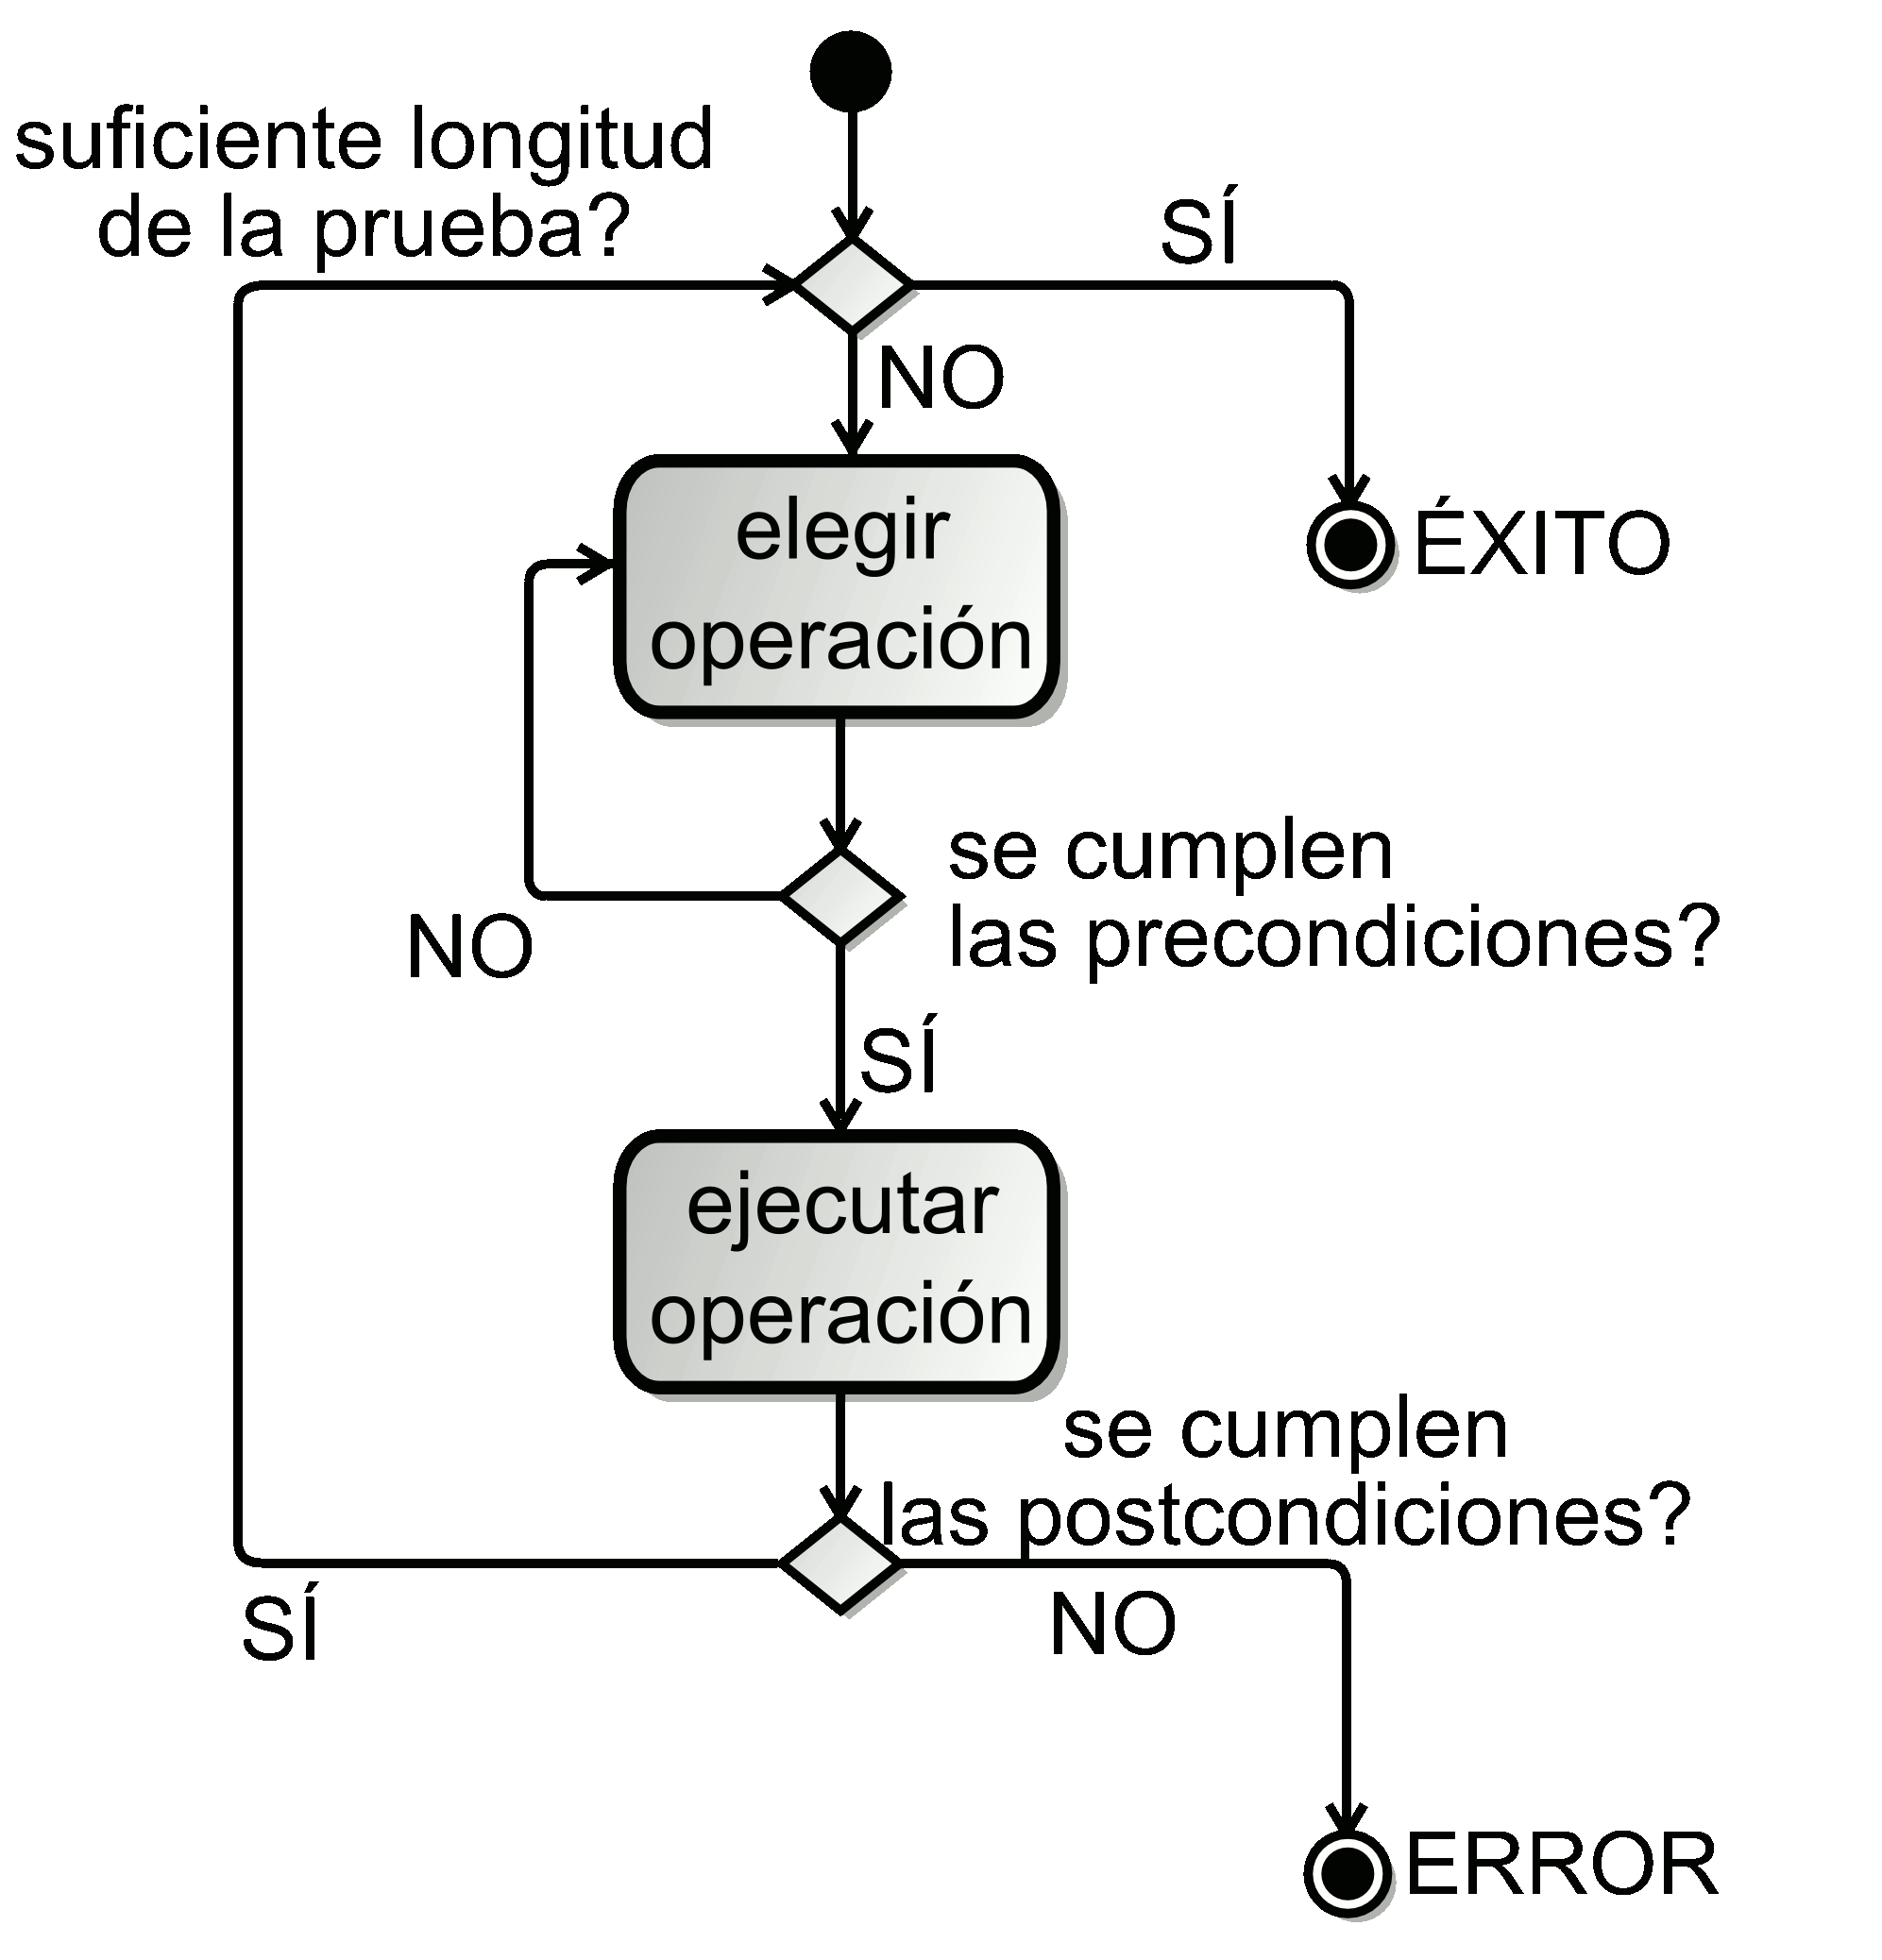 suficiente longitud
de la prueba?
SÍ
NO
elegir
operación
ÉXITO
se cumplen
las precondiciones?
NO
SÍ
ejecutar
operación
se cumplen
las postcondiciones?
SÍ
NO
ERROR